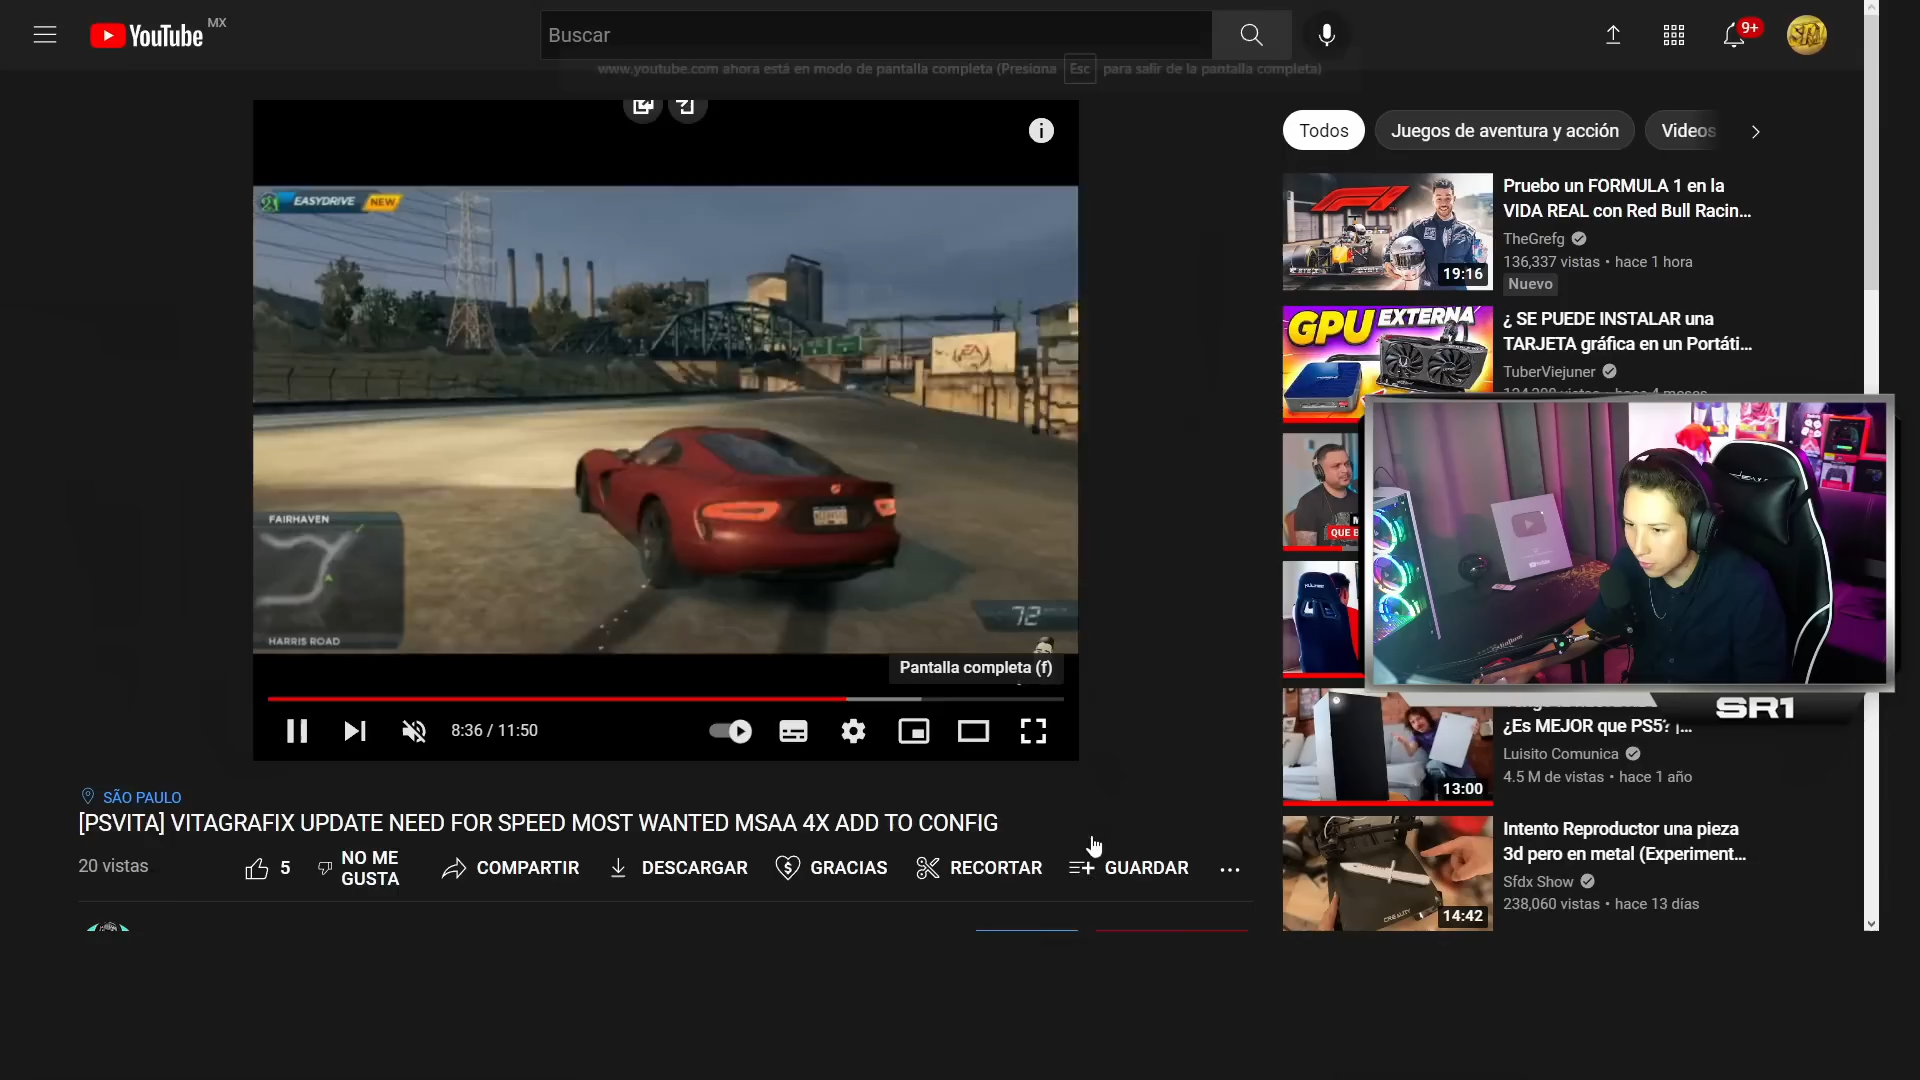 YouTube MX
Buscar
9+
www.youtube.com ahora está en modo de pantalla completa (Presiona Esc para salir de la pantalla completa)
EASYDRIVE NEW
EA
FAIRHAVEN
HARRIS ROAD
72
Pantalla completa (f)
8:36 / 11:50
SÃO PAULO
[PSVITA] VITAGRAFIX UPDATE NEED FOR SPEED MOST WANTED MSAA 4X ADD TO CONFIG
20 vistas
5
NO ME
GUSTA
COMPARTIR
DESCARGAR
GRACIAS
RECORTAR
GUARDAR
Todos
Juegos de aventura y acción
Videos
19:16
Pruebo un FORMULA 1 en la
VIDA REAL con Red Bull Racin...
TheGrefg
136,337 vistas • hace 1 hora
Nuevo
GPU EXTERNA
¿ SE PUEDE INSTALAR una
TARJETA gráfica en un Portáti...
TuberViejuner
QUE
SR1
¿Es MEJOR que PS5? |...
Luisito Comunica
4.5 M de vistas • hace 1 año
13:00
Intento Reproductor una pieza
3d pero en metal (Experiment...
Sfdx Show
238,060 vistas • hace 13 días
CREALITY
14:42